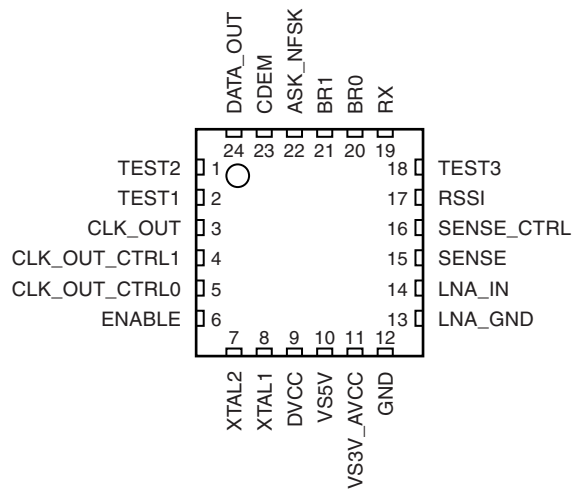 DATA_OUT
CDEM
ASK_NFSK
BR1
BR0
RX
24 23 22 21 20 19
TEST2 1 18 TEST3
TEST1 2 17 RSSI
CLK_OUT 3 16 SENSE_CTRL
CLK_OUT_CTRL1 4 15 SENSE
CLK_OUT_CTRL0 5 14 LNA_IN
ENABLE 6 13 LNA_GND
7 8 9 10 11 12
XTAL2
XTAL1
DVCC
VS5V
VS3V_AVCC
GND